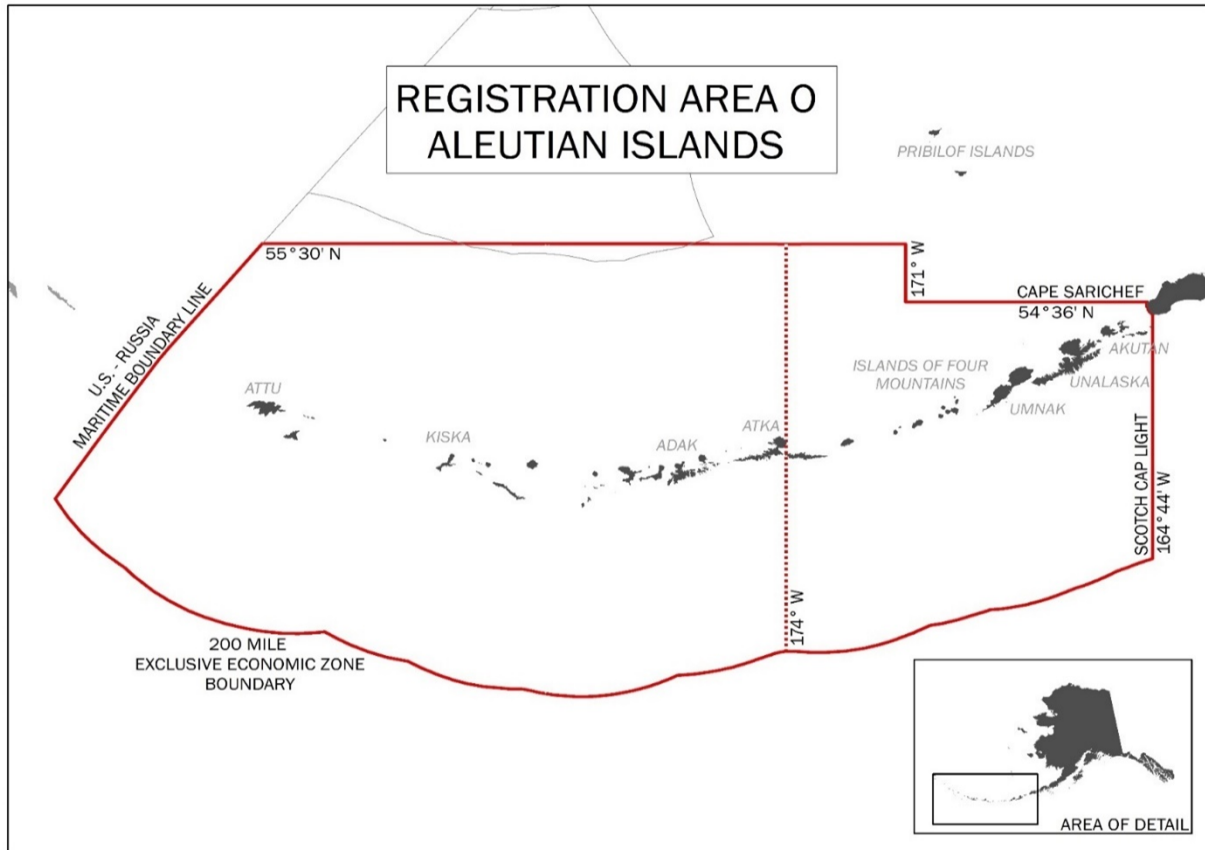 REGISTRATION AREA O
ALEUTIAN ISLANDS
PRIBILOF ISLANDS
55°30' N
171° W
CAPE SARICHEF
54°36' N
U.S. - RUSSIA
MARITIME BOUNDARY LINE
ATTU
KISKA
ADAK
ATKA
ISLANDS OF FOUR
MOUNTAINS
UMNAK
UNALASKA
AKUTAN
SCOTCH CAP LIGHT
164°44' W
174° W
200 MILE
EXCLUSIVE ECONOMIC ZONE
BOUNDARY
AREA OF DETAIL